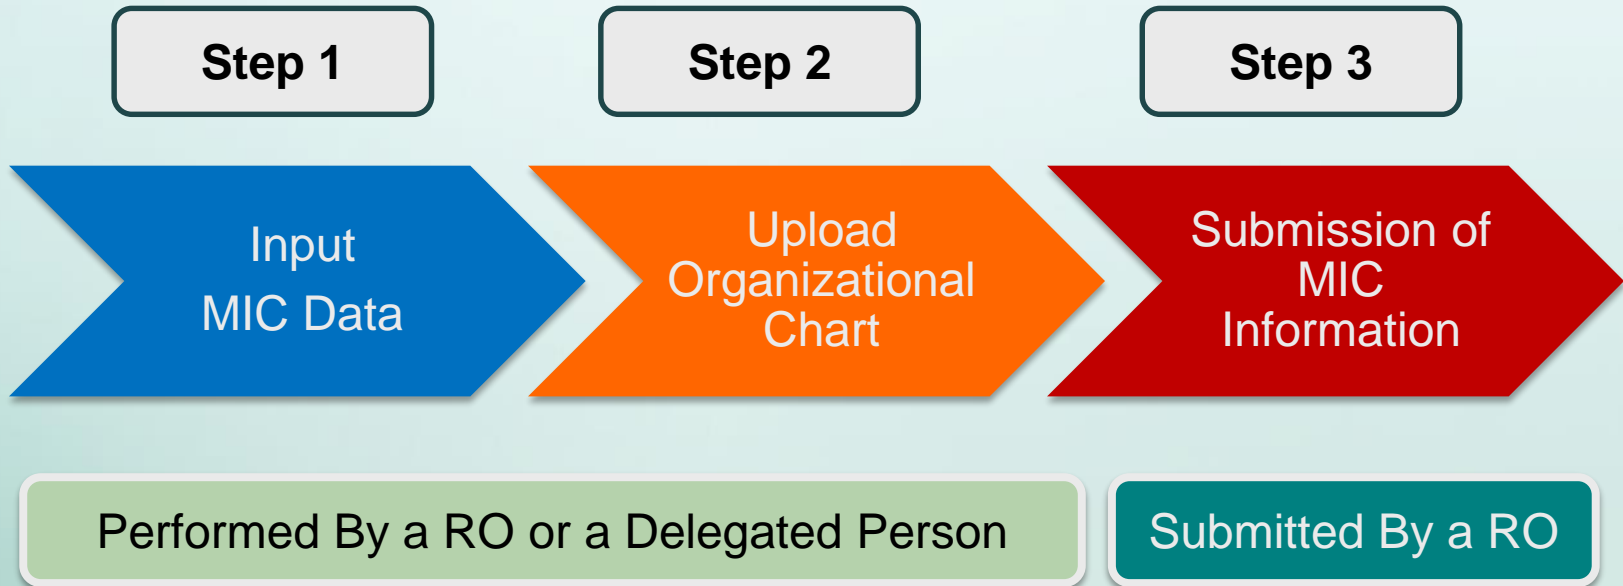 Step 1
Step 2
Step 3
Input
MIC Data
Upload
Organizational
Chart
Submission of
MIC
Information
Performed By a RO or a Delegated Person
Submitted By a RO